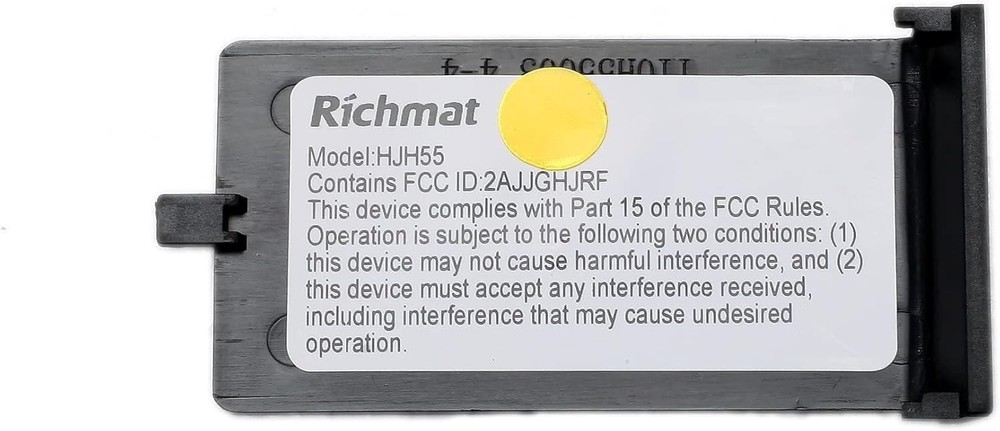 Richmat
Model:HJH55
Contains FCC ID:2AJJGHJRF
This device complies with Part 15 of the FCC Rules.
Operation is subject to the following two conditions: (1)
this device may not cause harmful interference, and (2)
this device must accept any interference received,
including interference that may cause undesired
operation.